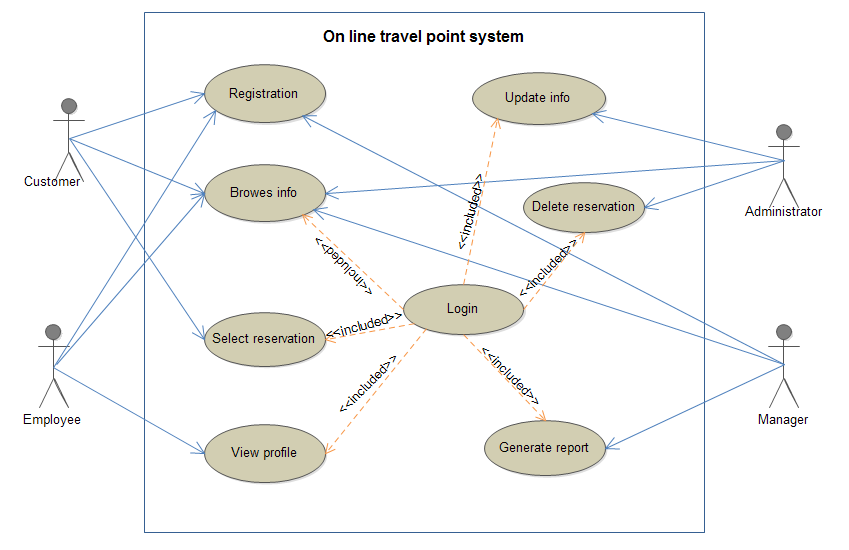 On line travel point system
Registration
Update info
Customer
Browes info
<<included>>
Delete reservation
Administrator
<<included>>
<<included>>
Login
Select reservation
<<included>>
<<included>>
<<included>>
Employee
Manager
View profile
Generate report